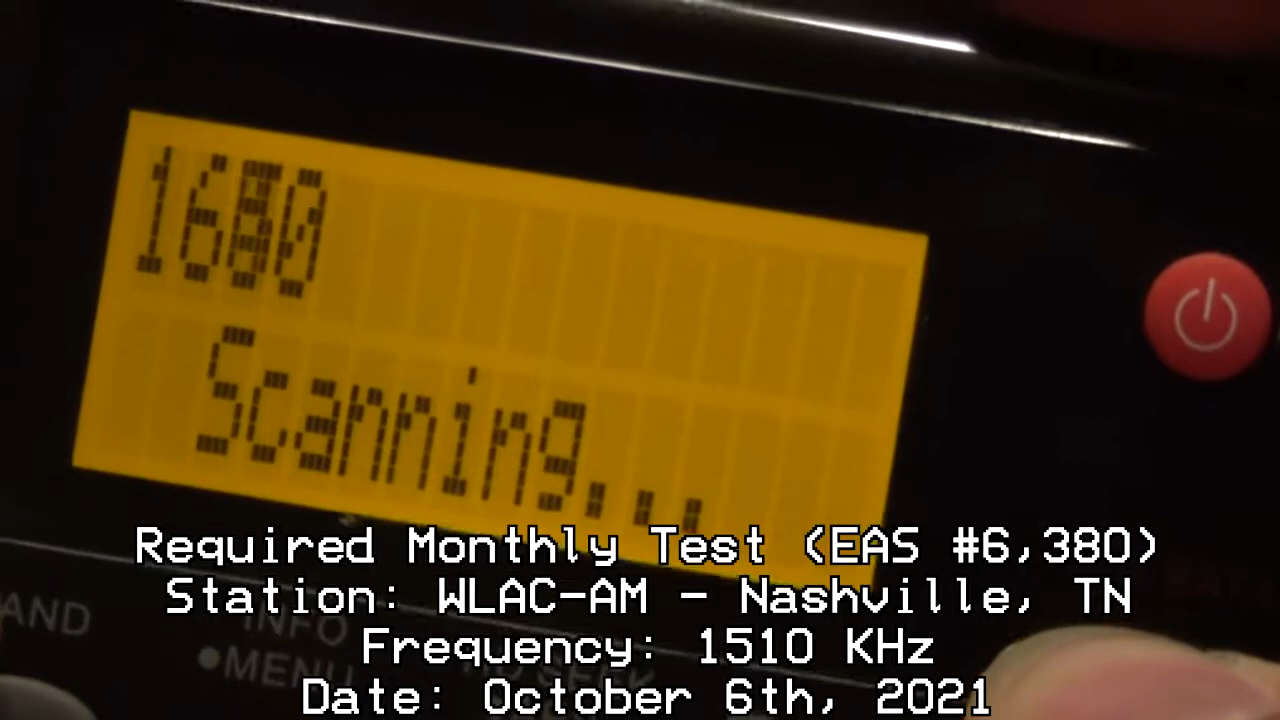 1680
Scanning...
Required Monthly Test (EAS #6,380)
Station: WLAC-AM - Nashville, TN
AND
INFO
Frequency: 1510 KHz
•MENU
Date: October 6th, 2021